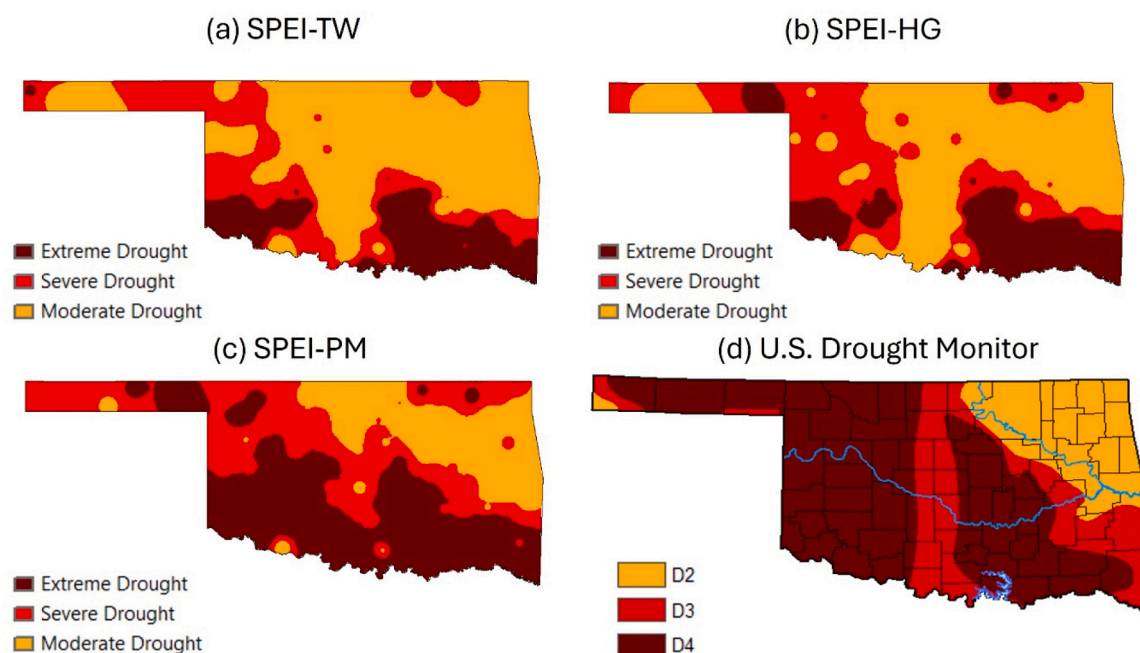 (a) SPEI-TW
Extreme Drought
Severe Drought
Moderate Drought
(b) SPEI-HG
Extreme Drought
Severe Drought
Moderate Drought
(c) SPEI-PM
Extreme Drought
Severe Drought
Moderate Drought
(d) U.S. Drought Monitor
D2
D3
D4